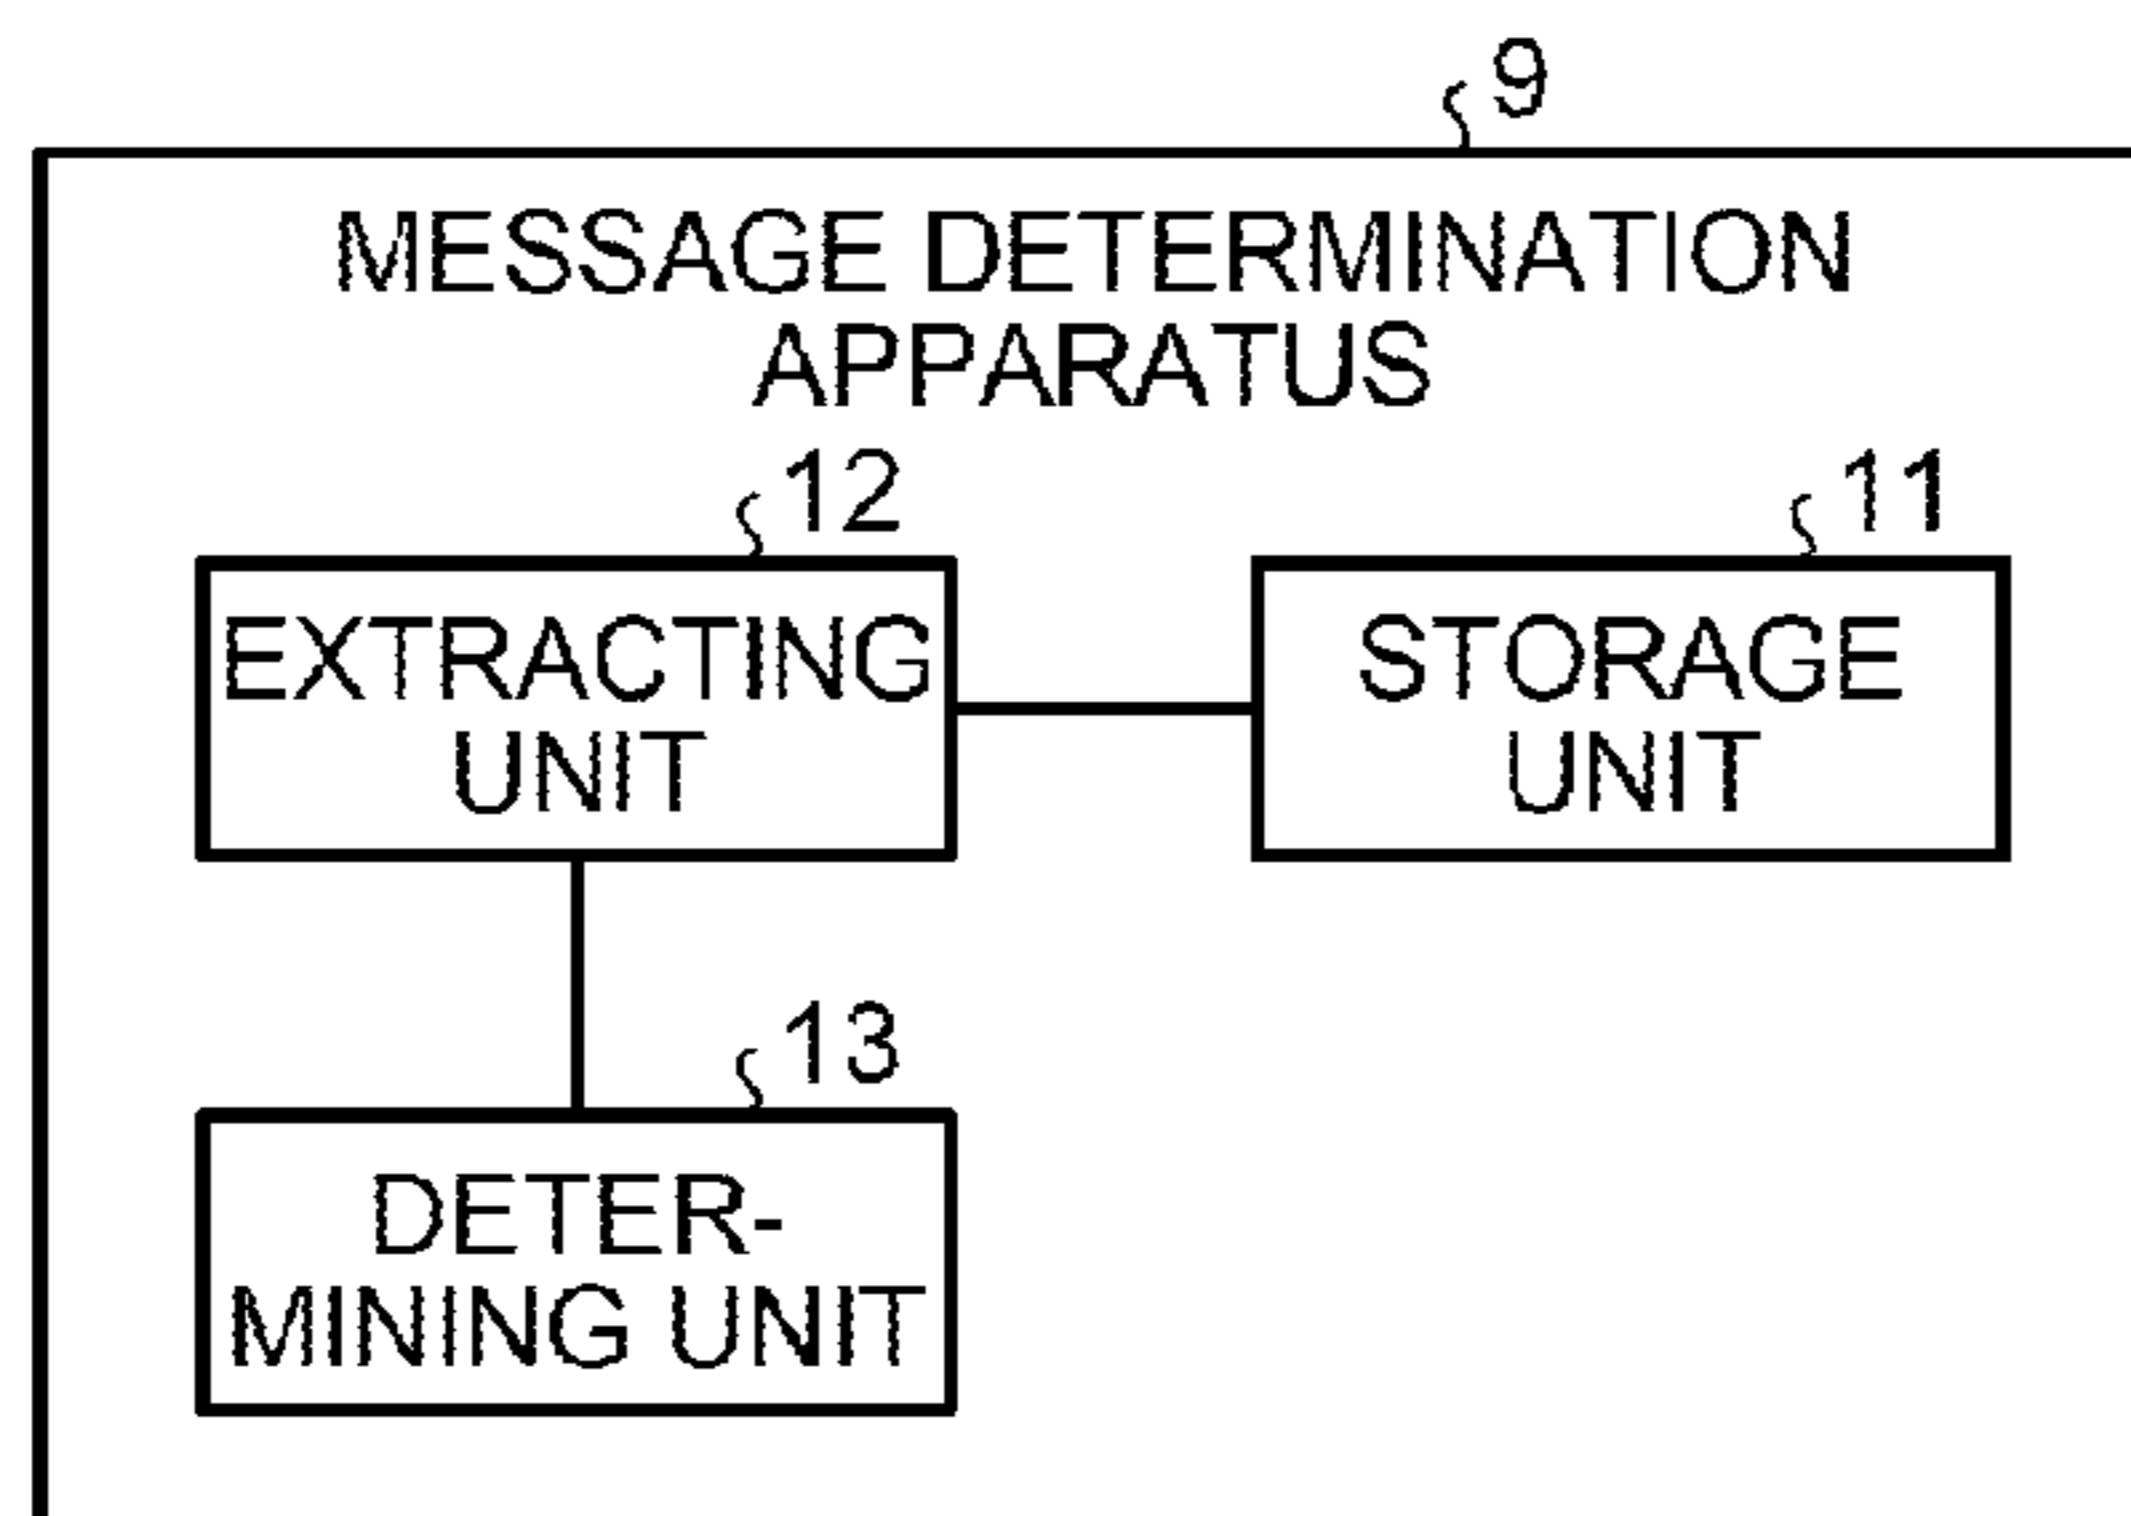 9
MESSAGE DETERMINATION
APPARATUS
12
11
EXTRACTING
UNIT
STORAGE
UNIT
13
DETER-
MINING UNIT